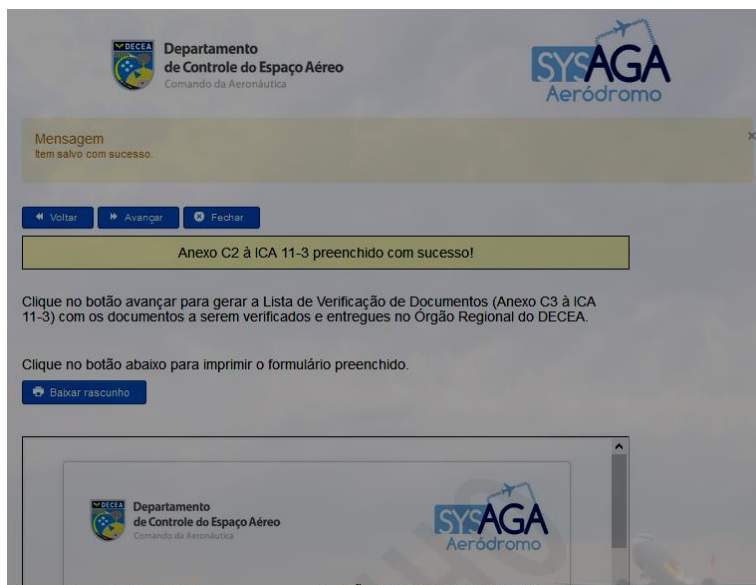 DECEA
Departamento
de Controle do Espaço Aéreo
Comando da Aeronáutica
SYSAGA
Aeródromo
Mensagem
Item salvo com sucesso.
×
Voltar
Avançar
Fechar
Anexo C2 à ICA 11-3 preenchido com sucesso!
Clique no botão avançar para gerar a Lista de Verificação de Documentos (Anexo C3 à ICA
11-3) com os documentos a serem verificados e entregues no Órgão Regional do DECEA.
Clique no botão abaixo para imprimir o formulário preenchido.
Baixar rascunho
DECEA
Departamento
de Controle do Espaço Aéreo
Comando da Aeronáutica
SYSAGA
Aeródromo